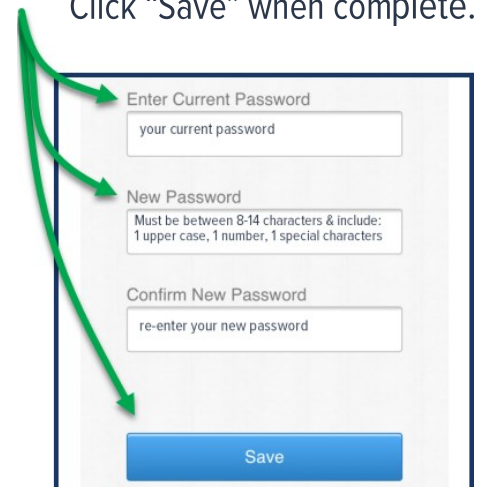 Click "Save" when complete.
Enter Current Password
your current password
New Password
Must be between 8-14 characters & include:
1 upper case, 1 number, 1 special characters
Confirm New Password
re-enter your new password
Save